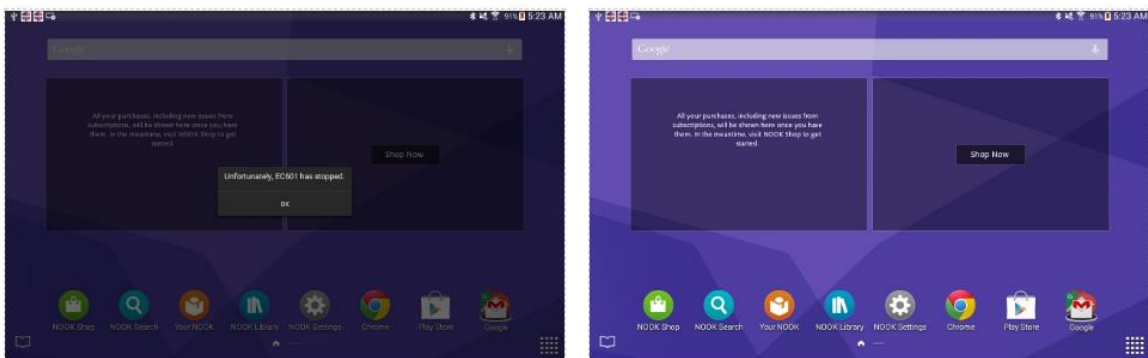 91% 5:23 AM
Google
All your purchases, including new issues from
subscriptions, will be shown here once you have
them. In the meantime, visit NOOK Shop to get
started.
Shop Now
Unfortunately, EC601 has stopped.
OK
NOOK Shop NOOK Search Your NOOK NOOK Library NOOK Settings Chrome Play Store Google
91% 5:23 AM
Google
All your purchases, including new issues from
subscriptions, will be shown here once you have
them. In the meantime, visit NOOK Shop to get
started.
Shop Now
NOOK Shop NOOK Search Your NOOK NOOK Library NOOK Settings Chrome Play Store Google